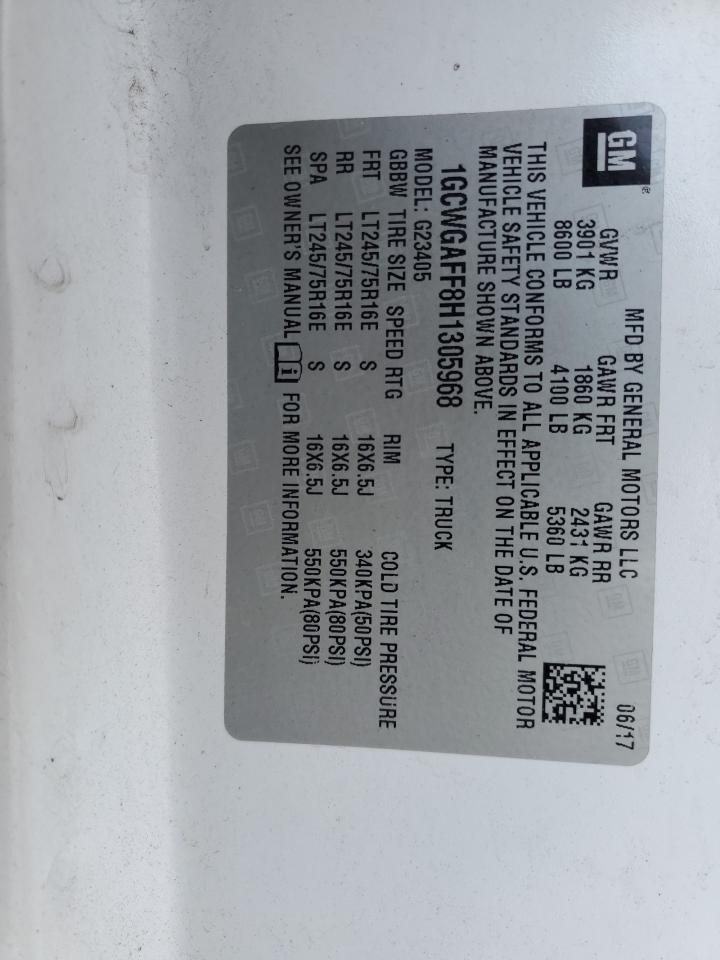 GM®
MFD BY GENERAL MOTORS LLC 06/17
GVWR GAWR FRT GAWR RR
3901 KG 1860 KG 2431 KG
8600 LB 4100 LB 5360 LB
THIS VEHICLE CONFORMS TO ALL APPLICABLE U.S. FEDERAL MOTOR
VEHICLE SAFETY STANDARDS IN EFFECT ON THE DATE OF
MANUFACTURE SHOWN ABOVE.
1GCWGAFF8H1305968 TYPE: TRUCK
MODEL: G23405
GBBW TIRE SIZE SPEED RTG RIM COLD TIRE PRESSURE
FRT LT245/75R16E S 16X6.5J 340KPA(50PSI)
RR LT245/75R16E S 16X6.5J 550KPA(80PSI)
SPA LT245/75R16E S 16X6.5J 550KPA(80PSI)
SEE OWNER'S MANUAL i FOR MORE INFORMATION.